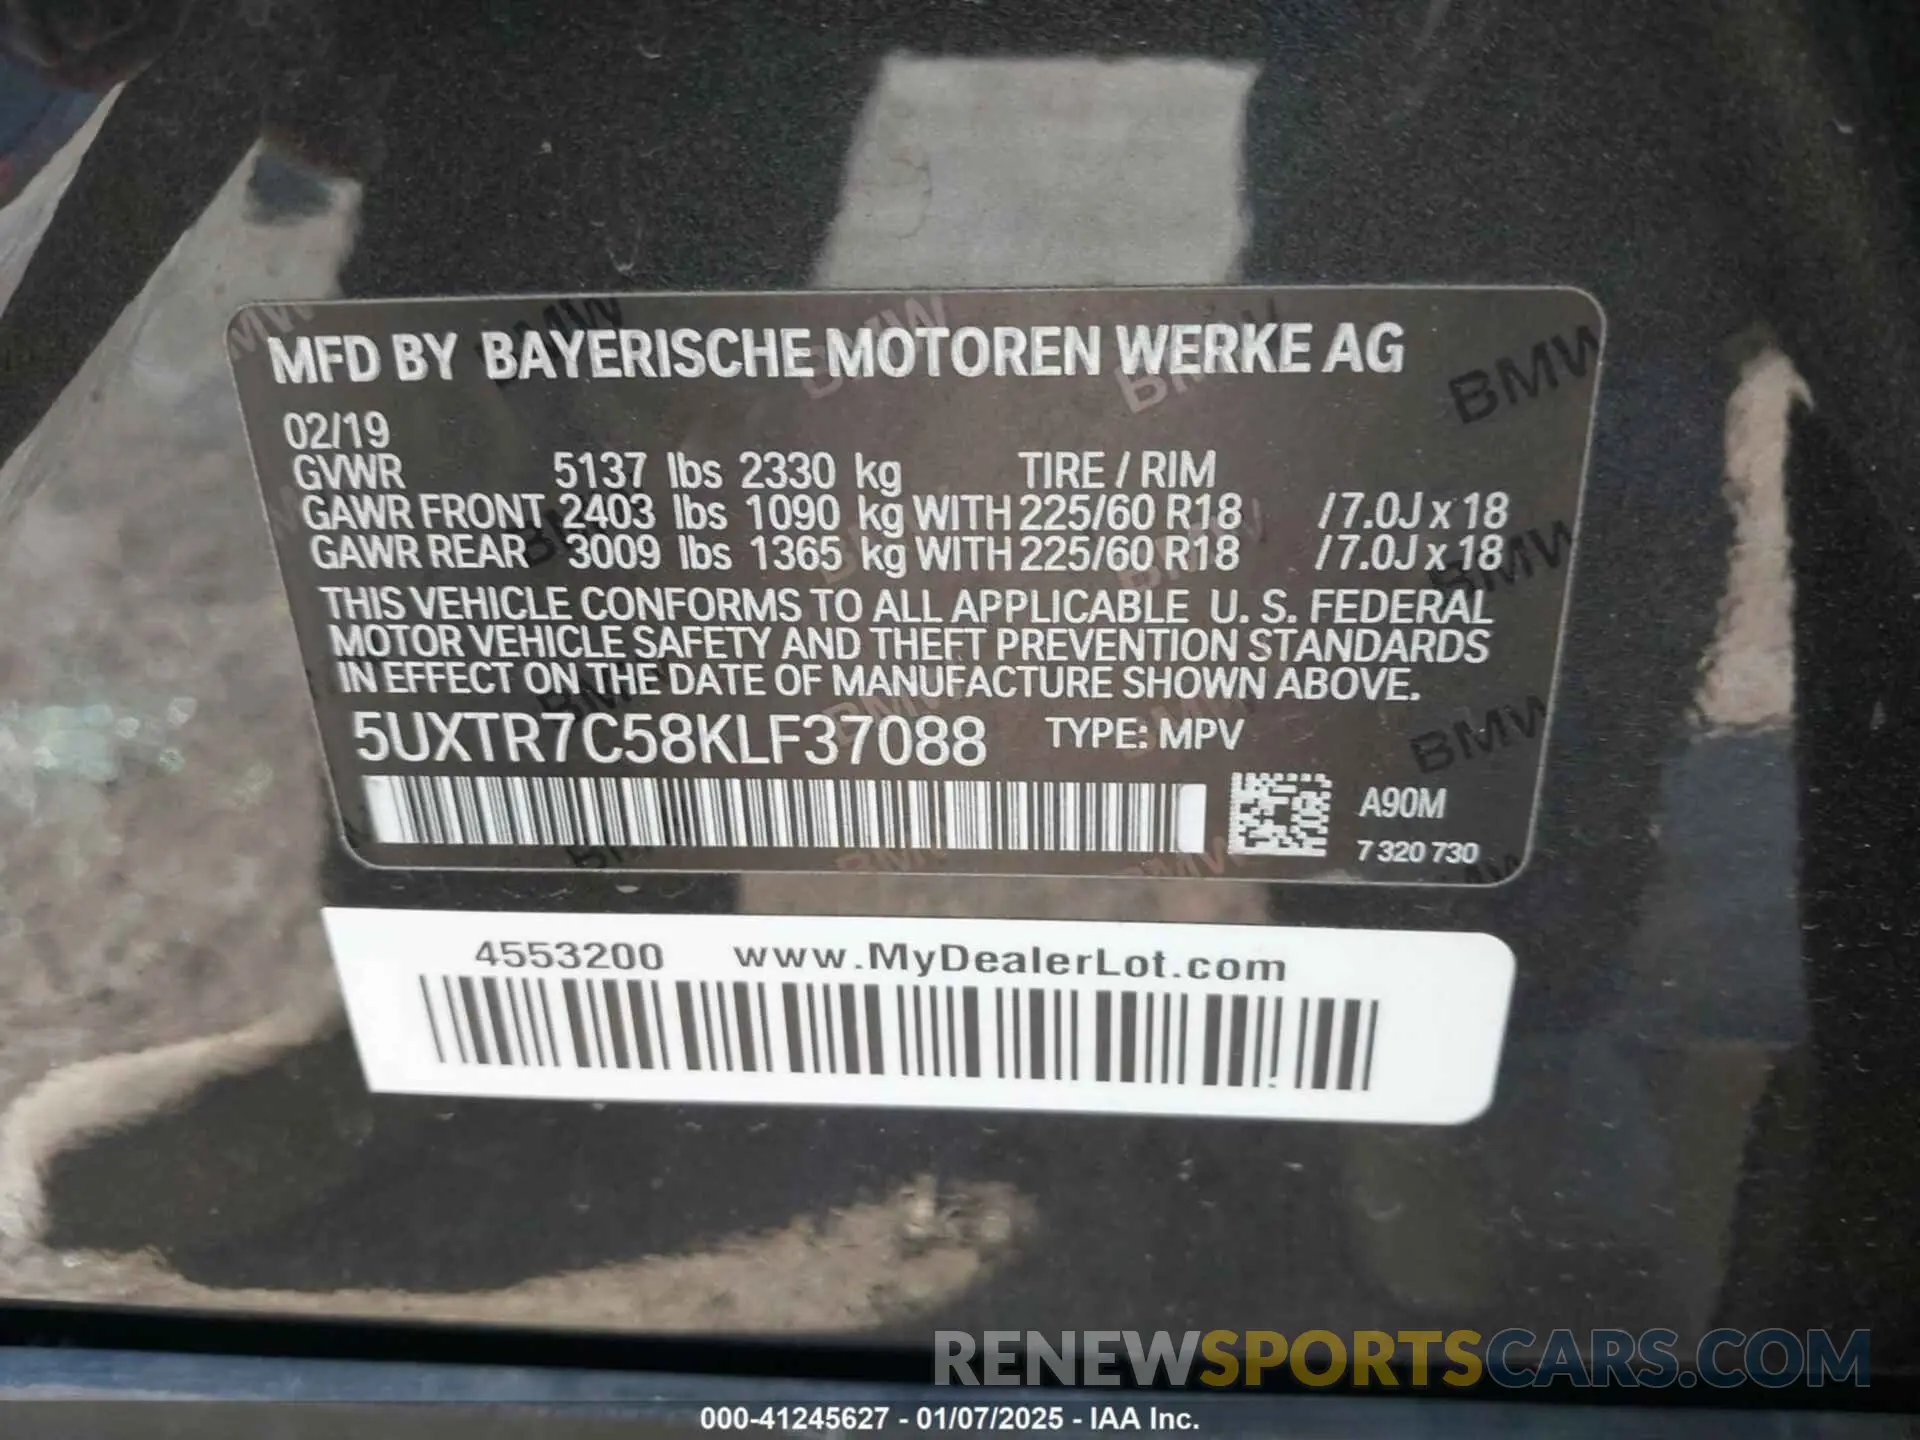 MFD BY BAYERISCHE MOTOREN WERKE AG
02/19
GVWR 5137 lbs 2330 kg TIRE / RIM
GAWR FRONT 2403 lbs 1090 kg WITH 225/60 R18 /7.0J x 18
GAWR REAR 3009 lbs 1365 kg WITH 225/60 R18 /7.0J x 18
THIS VEHICLE CONFORMS TO ALL APPLICABLE U. S. FEDERAL
MOTOR VEHICLE SAFETY AND THEFT PREVENTION STANDARDS
IN EFFECT ON THE DATE OF MANUFACTURE SHOWN ABOVE.
5UXTR7C58KLF37088 TYPE: MPV
A90M
7 320 730
4553200 www.MyDealerLot.com
RENEWSPORTSCARS.COM
000-41245627 - 01/07/2025 - IAA Inc.